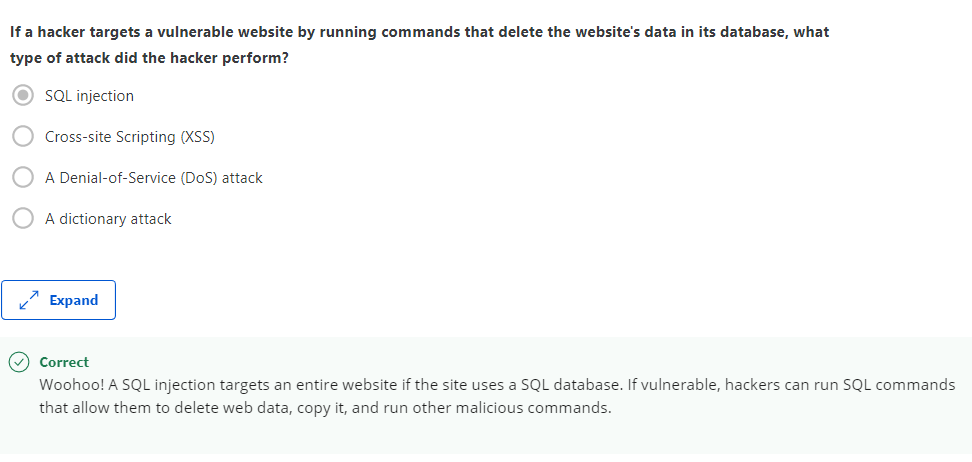 If a hacker targets a vulnerable website by running commands that delete the website's data in its database, what
type of attack did the hacker perform?
SQL injection
Cross-site Scripting (XSS)
A Denial-of-Service (DoS) attack
A dictionary attack
Expand
Correct
Woohoo! A SQL injection targets an entire website if the site uses a SQL database. If vulnerable, hackers can run SQL commands
that allow them to delete web data, copy it, and run other malicious commands.